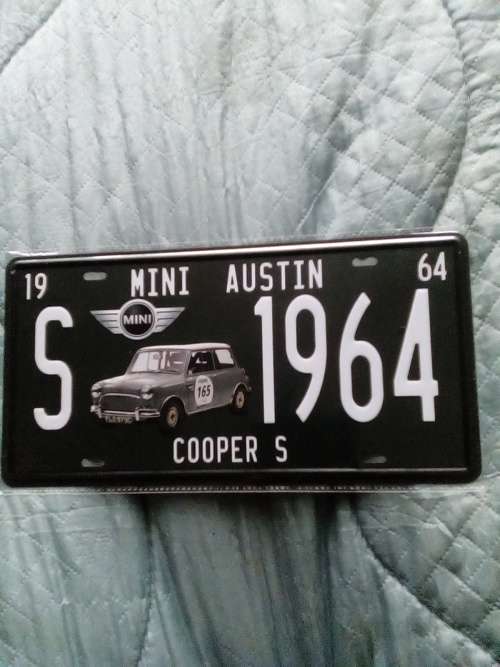 19 MINI AUSTIN 64
MINI
S 1964
165
COOPER S